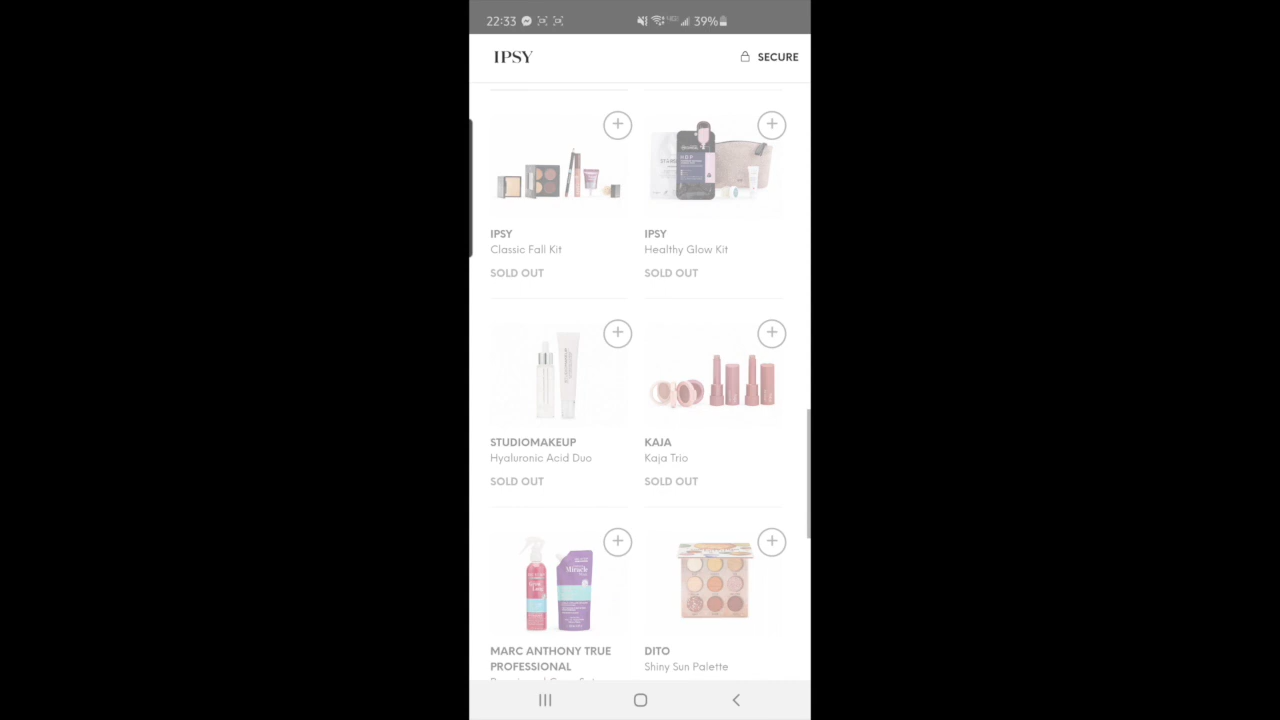 22:33 39%
IPSY SECURE
IPSY
Classic Fall Kit
SOLD OUT
IPSY
Healthy Glow Kit
SOLD OUT
STUDIOMAKEUP
Hyaluronic Acid Duo
SOLD OUT
KAJA
Kaja Trio
SOLD OUT
Miracle
MARC ANTHONY TRUE
PROFESSIONAL
DITO
Shiny Sun Palette